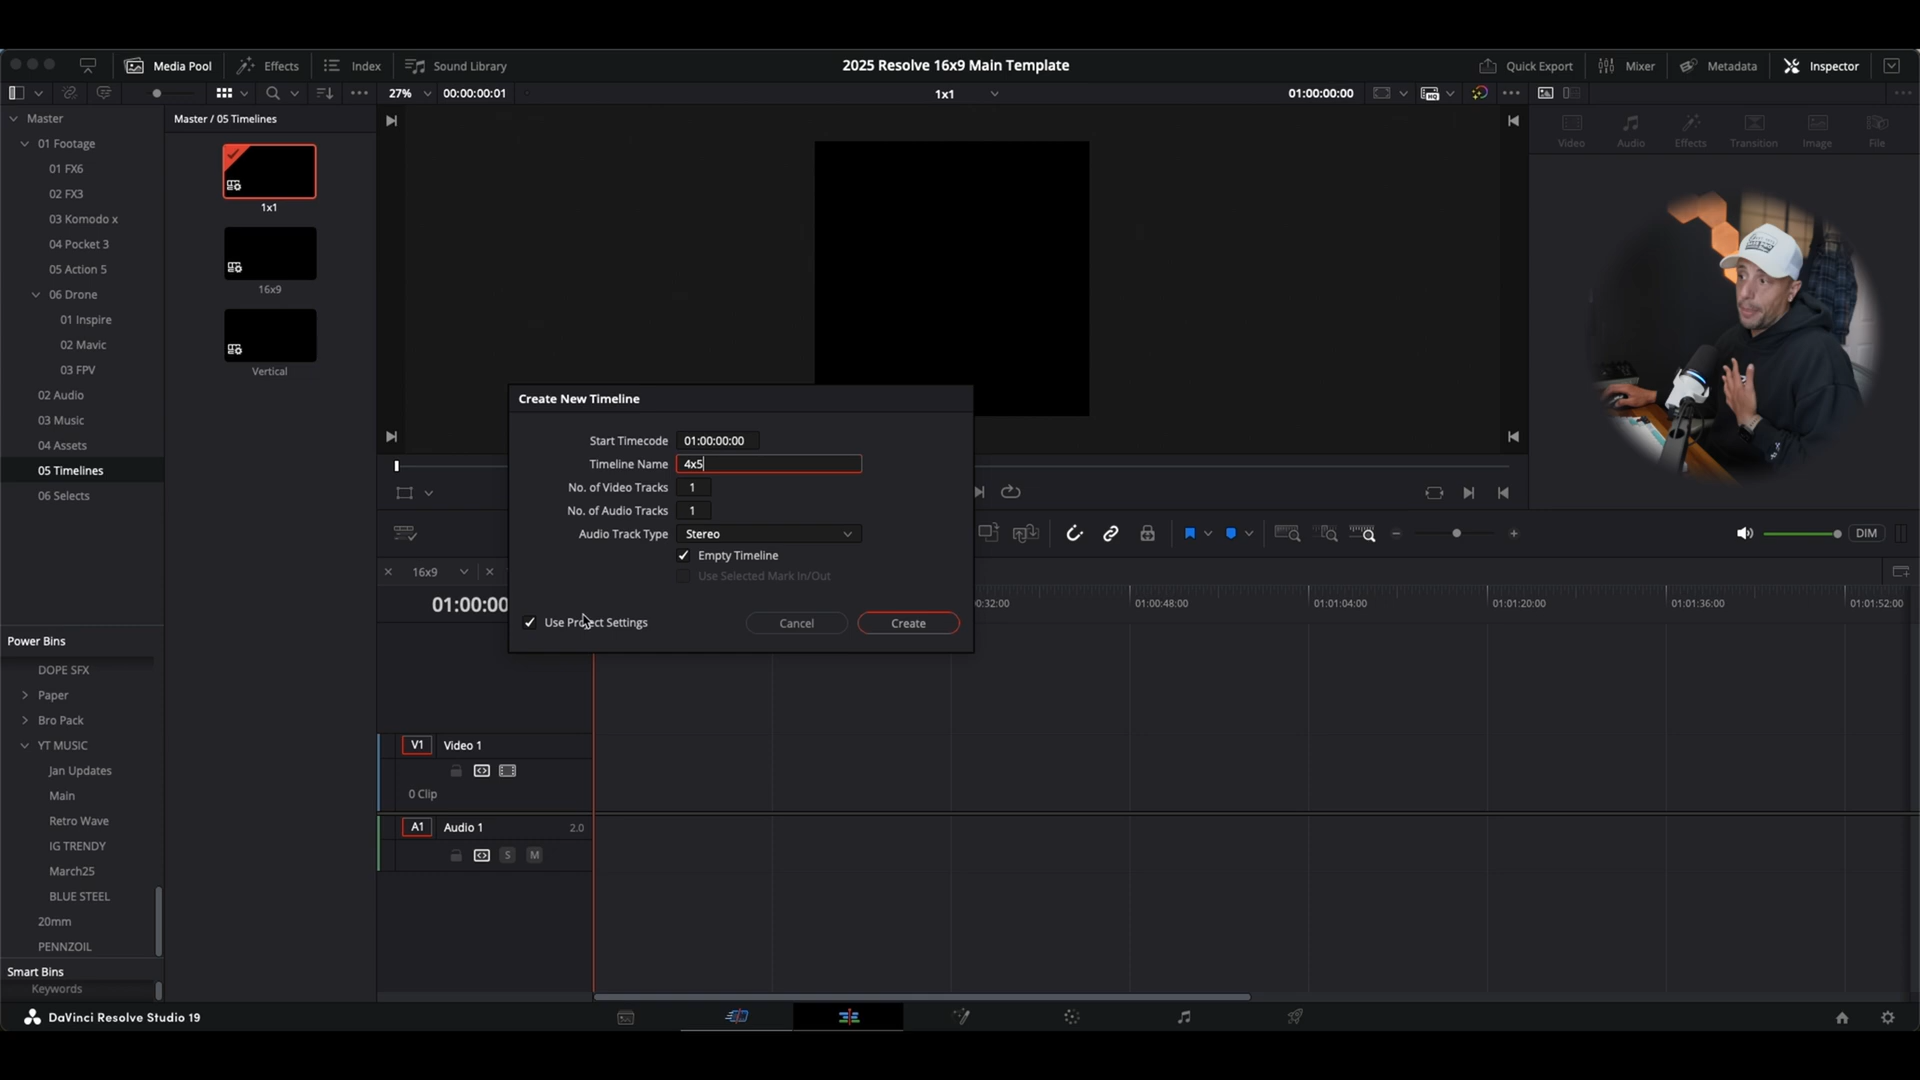 Media Pool
Effects
Index
Sound Library
2025 Resolve 16x9 Main Template
Quick Export
Mixer
Metadata
Inspector
27%
00:00:00:01
1x1
01:00:00:00
Master
01 Footage
01 FX6
02 FX3
03 Komodo x
04 Pocket 3
05 Action 5
06 Drone
01 Inspire
02 Mavic
03 FPV
02 Audio
03 Music
04 Assets
05 Timelines
06 Selects
Master / 05 Timelines
1x1
16x9
Vertical
Video
Audio
Effects
Transition
Image
File
Create New Timeline
Start Timecode 01:00:00:00
Timeline Name 4x5
No. of Video Tracks 1
No. of Audio Tracks 1
Audio Track Type Stereo
Empty Timeline
Use Selected Mark In/Out
Use Project Settings
Cancel
Create
DIM
16x9
01:00:00
0:32:00
01:00:48:00
01:01:04:00
01:01:20:00
01:01:36:00
01:01:52:00
V1 Video 1
0 Clip
A1 Audio 1 2.0
S M
Power Bins
DOPE SFX
Paper
Bro Pack
YT MUSIC
Jan Updates
Main
Retro Wave
IG TRENDY
March25
BLUE STEEL
20mm
PENNZOIL
Smart Bins
Keywords
DaVinci Resolve Studio 19